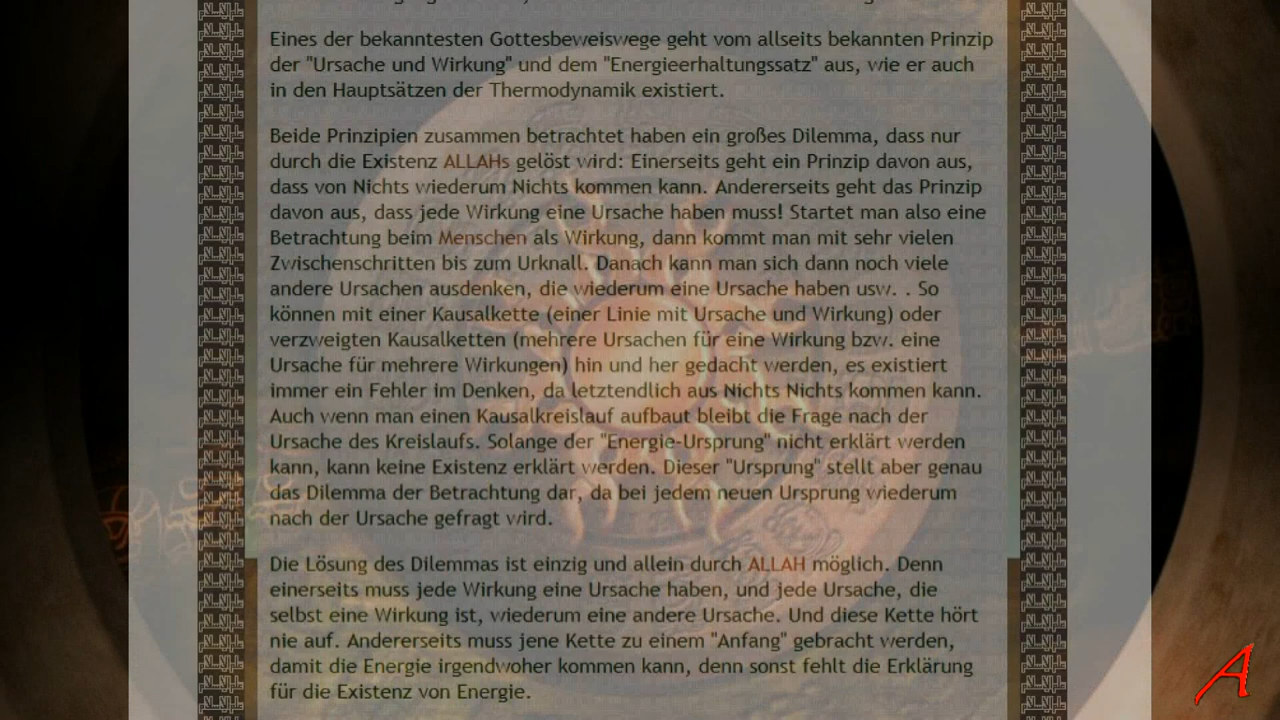 Eines der bekanntesten Gottesbeweiswege geht vom allseits bekannten Prinzip
der "Ursache und Wirkung" und dem "Energieerhaltungssatz" aus, wie er auch
in den Hauptsätzen der Thermodynamik existiert.
Beide Prinzipien zusammen betrachtet haben ein großes Dilemma, dass nur
durch die Existenz ALLAHs gelöst wird: Einerseits geht ein Prinzip davon aus,
dass von Nichts wiederum Nichts kommen kann. Andererseits geht das Prinzip
davon aus, dass jede Wirkung eine Ursache haben muss! Startet man also eine
Betrachtung beim Menschen als Wirkung, dann kommt man mit sehr vielen
Zwischenschritten bis zum Urknall. Danach kann man sich dann noch viele
andere Ursachen ausdenken, die wiederum eine Ursache haben usw. . So
können mit einer Kausalkette (einer Linie mit Ursache und Wirkung) oder
verzweigten Kausalketten (mehrere Ursachen für eine Wirkung bzw. eine
Ursache für mehrere Wirkungen) hin und her gedacht werden, es existiert
immer ein Fehler im Denken, da letztendlich aus Nichts Nichts kommen kann.
Auch wenn man einen Kausalkreislauf aufbaut bleibt die Frage nach der
Ursache des Kreislaufs. Solange der "Energie-Ursprung" nicht erklärt werden
kann, kann keine Existenz erklärt werden. Dieser "Ursprung" stellt aber genau
das Dilemma der Betrachtung dar, da bei jedem neuen Ursprung wiederum
nach der Ursache gefragt wird.
Die Lösung des Dilemmas ist einzig und allein durch ALLAH möglich. Denn
einerseits muss jede Wirkung eine Ursache haben, und jede Ursache, die
selbst eine Wirkung ist, wiederum eine andere Ursache. Und diese Kette hört
nie auf. Andererseits muss jene Kette zu einem "Anfang" gebracht werden,
damit die Energie irgendwoher kommen kann, denn sonst fehlt die Erklärung
für die Existenz von Energie.
A